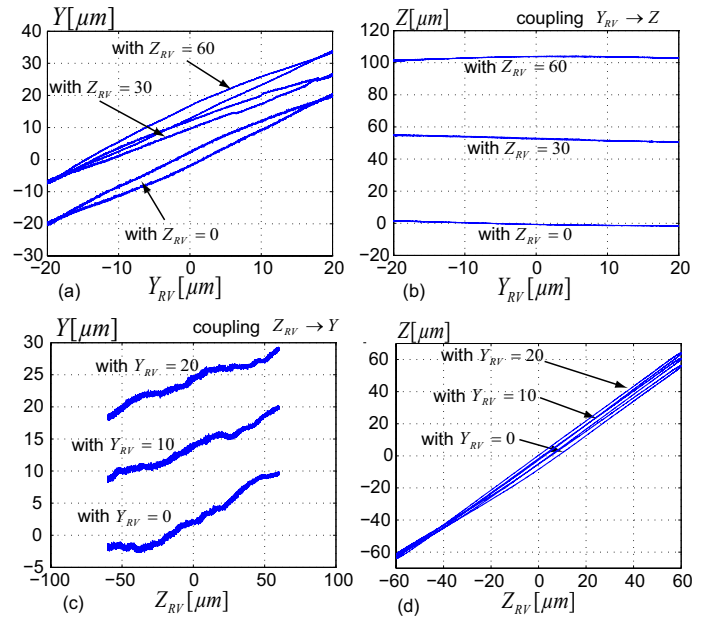 Y[μm]
40
30
20
10
0
−10
−20
−30
−20 −10 0 10 20
with Z_RV = 60
with Z_RV = 30
with Z_RV = 0
(a)
Y_RV[μm]
Z[μm]
coupling Y_RV → Z
120
100
80
60
40
20
0
−20
−20 −10 0 10 20
with Z_RV = 60
with Z_RV = 30
with Z_RV = 0
(b)
Y_RV[μm]
Y[μm]
coupling Z_RV → Y
30
25
20
15
10
5
0
−5
−100 −50 0 50 100
with Y_RV = 20
with Y_RV = 10
with Y_RV = 0
(c)
Z_RV[μm]
Z[μm]
60
40
20
0
−20
−40
−60
−60 −40 −20 0 20 40 60
with Y_RV = 20
with Y_RV = 10
with Y_RV = 0
(d)
Z_RV[μm]